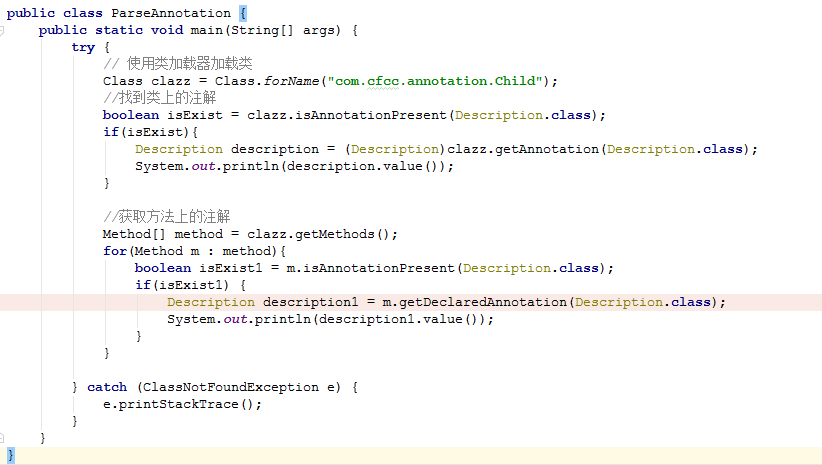 public class ParseAnnotation {
    public static void main(String[] args) {
        try {
            // 使用类加载器加载类
            Class clazz = Class.forName("com.cfcc.annotation.Child");
            //找到类上的注解
            boolean isExist = clazz.isAnnotationPresent(Description.class);
            if(isExist){
                Description description = (Description)clazz.getAnnotation(Description.class);
                System.out.println(description.value());
            }

            //获取方法上的注解
            Method[] method = clazz.getMethods();
            for(Method m : method){
                boolean isExist1 = m.isAnnotationPresent(Description.class);
                if(isExist1) {
                    Description description1 = m.getDeclaredAnnotation(Description.class);
                    System.out.println(description1.value());
                }
            }

        } catch (ClassNotFoundException e) {
            e.printStackTrace();
        }
    }
}